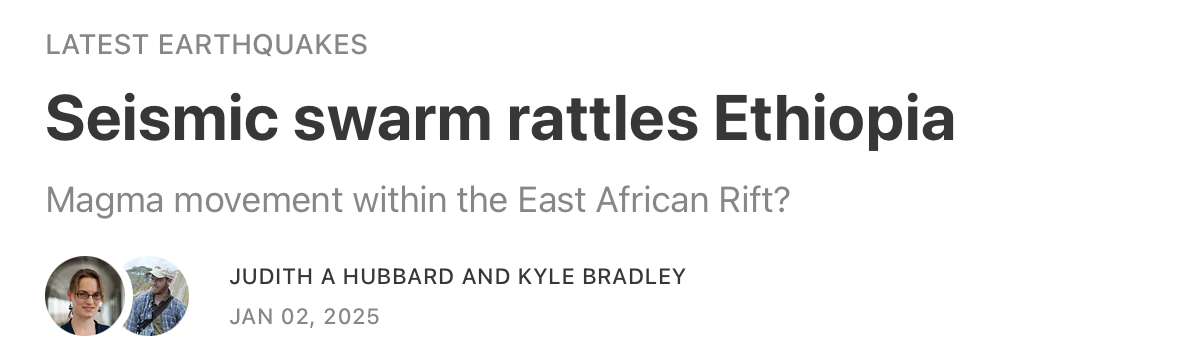 LATEST EARTHQUAKES
Seismic swarm rattles Ethiopia
Magma movement within the East African Rift?
JUDITH A HUBBARD AND KYLE BRADLEY
JAN 02, 2025